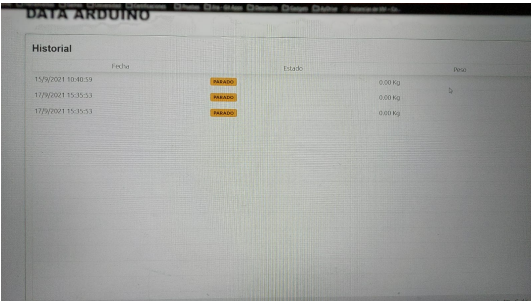 DATA ARDUINO
Historial
Fecha Estado Peso
15/9/2021 10:40:59 PARADO 0.00 Kg
17/9/2021 15:35:53 PARADO 0.00 Kg
17/9/2021 15:35:53 PARADO 0.00 Kg